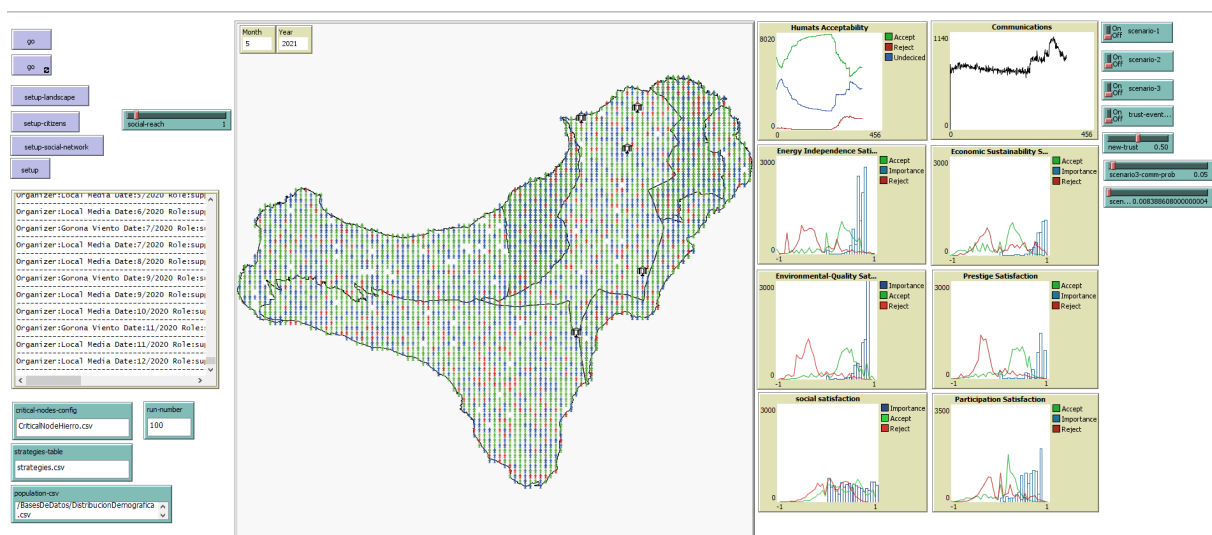 go
go
setup-landscape
setup-citizens
setup-social-network
setup
social-reach 1
Organizer:Local Media Date:5/2020 Role:sup
Organizer:Local Media Date:6/2020 Role:sup
Organizer:Gorona Viento Date:7/2020 Role:s
Organizer:Local Media Date:7/2020 Role:sup
Organizer:Local Media Date:8/2020 Role:sup
Organizer:Gorona Viento Date:9/2020 Role:s
Organizer:Local Media Date:9/2020 Role:sup
Organizer:Local Media Date:10/2020 Role:su
Organizer:Gorona Viento Date:11/2020 Role:
Organizer:Local Media Date:11/2020 Role:su
Organizer:Local Media Date:12/2020 Role:su
critical-nodes-config
CriticalNodeHierro.csv
run-number
100
strategies-table
strategies.csv
population-csv
/BasesDeDatos/DistribucionDemografica
.csv
Month
5
Year
2021
Humats Acceptability
8020
0
0
456
Accept
Reject
Undeciced
Communications
1140
0
0
456
Energy Independence Sati...
3000
0
-1
1
Accept
Importance
Reject
Economic Sustainability S...
3000
0
-1
1
Accept
Importance
Reject
Environmental-Quality Sat...
3000
0
-1
1
Importance
Accept
Reject
Prestige Satisfaction
3000
0
-1
1
Accept
Importance
Reject
social satisfaction
3000
0
-1
1
Importance
Accept
Reject
Participation Satisfaction
3500
0
-1
1
Accept
Importance
Reject
On
Off scenario-1
On
Off scenario-2
On
Off scenario-3
On
Off trust-event...
new-trust 0.50
scenario3-comm-prob 0.05
scen...0.008388608000000004